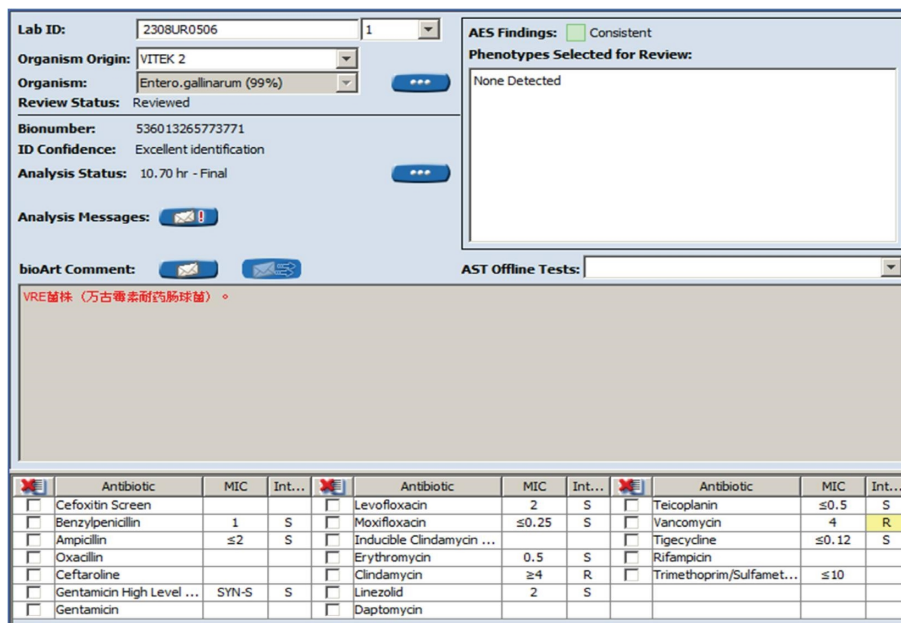 Lab ID: 2308UR0506 1
Organism Origin: VITEK 2
Organism: Entero.gallinarum (99%)
Review Status: Reviewed
Bionumber: 536013265773771
ID Confidence: Excellent identification
Analysis Status: 10.70 hr - Final
Analysis Messages:
AES Findings: Consistent
Phenotypes Selected for Review:
None Detected
bioArt Comment:
AST Offline Tests:
VRE菌株（万古霉素耐药肠球菌）。
Antibiotic MIC Int... Antibiotic MIC Int... Antibiotic MIC Int...
Cefoxitin Screen Levofloxacin 2 S Teicoplanin ≤0.5 S
Benzylpenicillin 1 S Moxifloxacin ≤0.25 S Vancomycin 4 R
Ampicillin ≤2 S Inducible Clindamycin ... Tigecycline ≤0.12 S
Oxacillin Erythromycin 0.5 S Rifampicin
Ceftaroline Clindamycin ≥4 R Trimethoprim/Sulfamet... ≤10
Gentamicin High Level ... SYN-S S Linezolid 2 S
Gentamicin Daptomycin